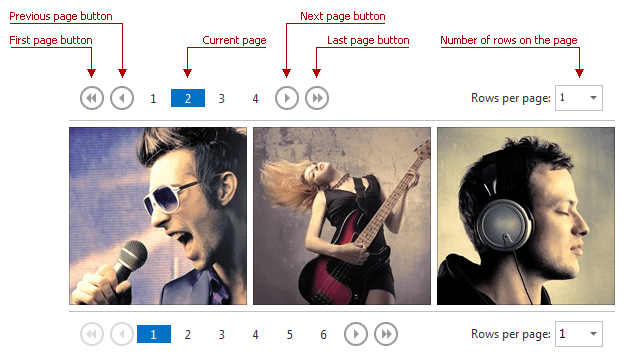 Previous page button
Next page button
First page button
Current page
Last page button
Number of rows on the page
1 2 3 4 Rows per page: 1
1 2 3 4 5 6 Rows per page: 1